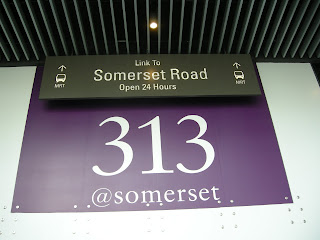 Link To
Somerset Road
Open 24 Hours
MRT
MRT
313
@somerset